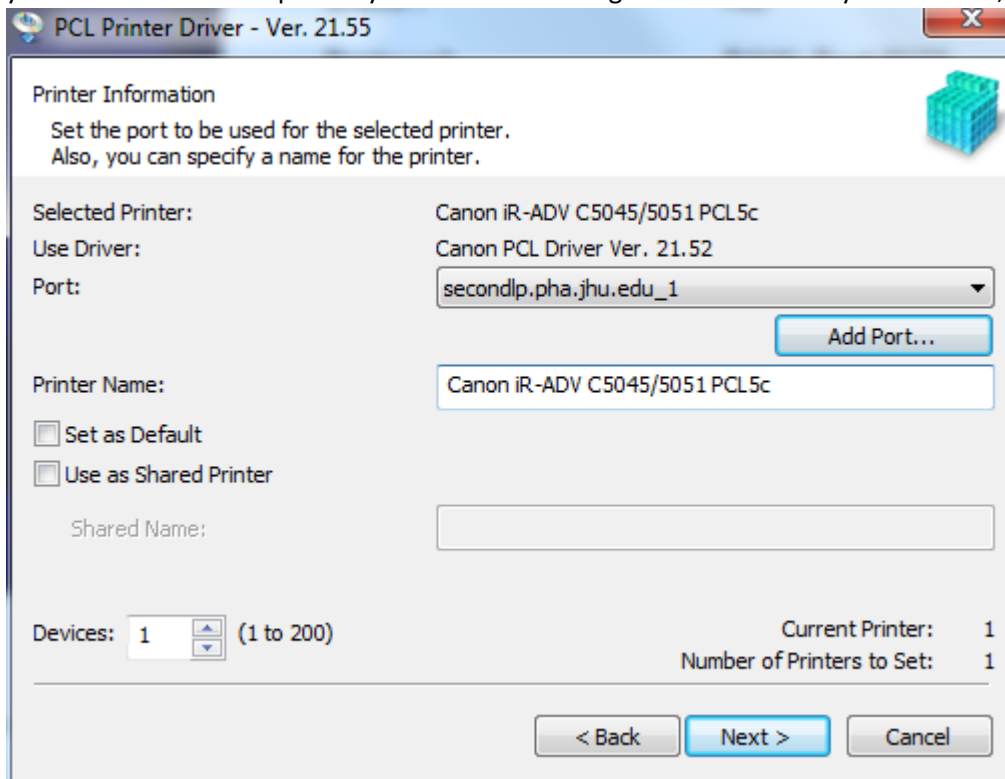 PCL Printer Driver - Ver. 21.55
x
Printer Information
Set the port to be used for the selected printer.
Also, you can specify a name for the printer.
Selected Printer: Canon iR-ADV C5045/5051 PCL5c
Use Driver: Canon PCL Driver Ver. 21.52
Port: secondlp.pha.jhu.edu_1
Add Port...
Printer Name: Canon iR-ADV C5045/5051 PCL5c
Set as Default
Use as Shared Printer
Shared Name:
Devices: 1 (1 to 200) Current Printer: 1
Number of Printers to Set: 1
< Back Next > Cancel